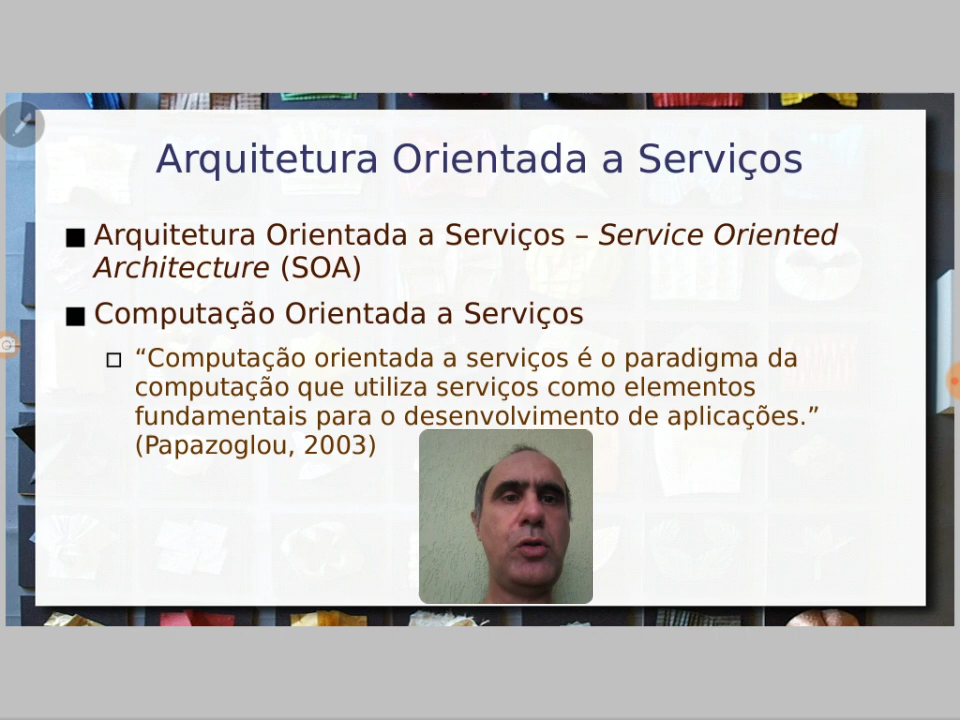 Arquitetura Orientada a Serviços
Arquitetura Orientada a Serviços – Service Oriented
Architecture (SOA)
Computação Orientada a Serviços
“Computação orientada a serviços é o paradigma da
computação que utiliza serviços como elementos
fundamentais para o desenvolvimento de aplicações.”
(Papazoglou, 2003)